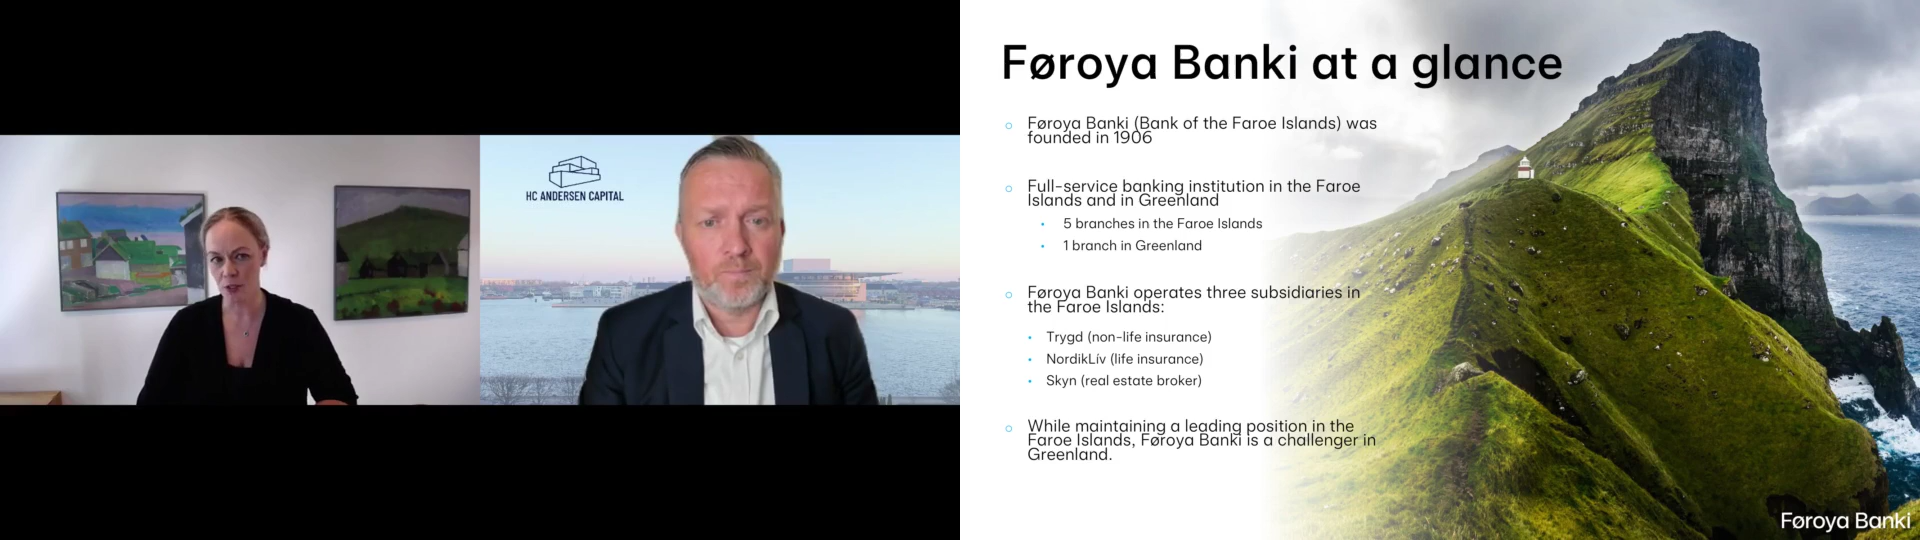 HC ANDERSEN CAPITAL
Føroya Banki at a glance
Føroya Banki (Bank of the Faroe Islands) was
founded in 1906
Full-service banking institution in the Faroe
Islands and in Greenland
5 branches in the Faroe Islands
1 branch in Greenland
Føroya Banki operates three subsidiaries in
the Faroe Islands:
Trygd (non-life insurance)
NordikLív (life insurance)
Skyn (real estate broker)
While maintaining a leading position in the
Faroe Islands, Føroya Banki is a challenger in
Greenland.
Føroya Banki